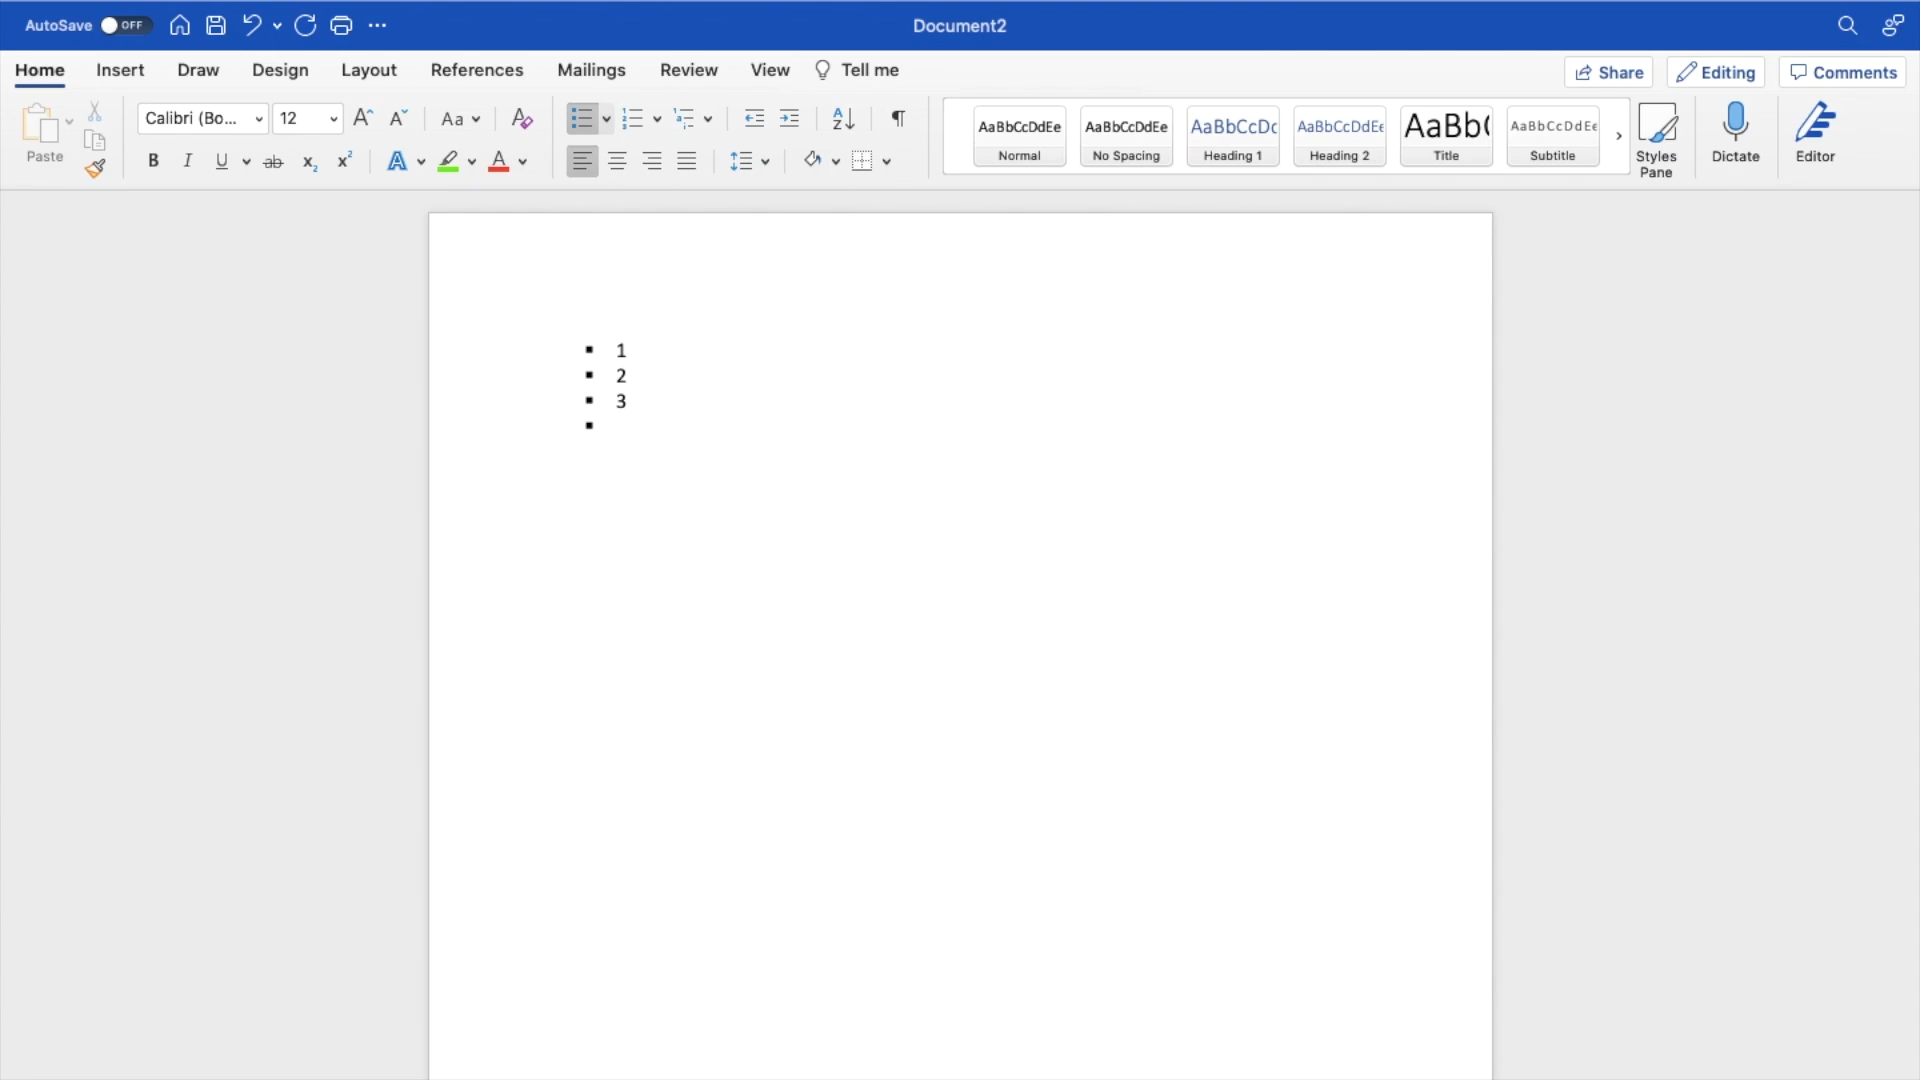 AutoSave OFF Document2
Home Insert Draw Design Layout References Mailings Review View Tell me Share Editing Comments
Paste Calibri (Bo... 12 Aa AaBbCcDdEe AaBbCcDdEe AaBbCcDc AaBbCcDdEe AaBb( AaBbCcDdEe
Normal No Spacing Heading 1 Heading 2 Title Subtitle Styles Pane Dictate Editor
▪ 1
▪ 2
▪ 3
▪